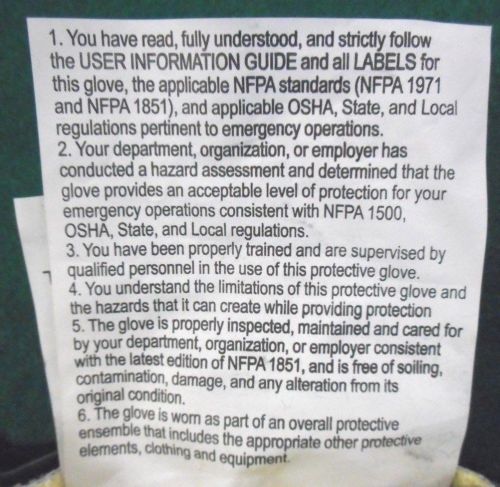 1. You have read, fully understood, and strictly follow
the USER INFORMATION GUIDE and all LABELS for
this glove, the applicable NFPA standards (NFPA 1971
and NFPA 1851), and applicable OSHA, State, and Local
regulations pertinent to emergency operations.
2. Your department, organization, or employer has
conducted a hazard assessment and determined that the
glove provides an acceptable level of protection for your
emergency operations consistent with NFPA 1500,
OSHA, State, and Local regulations.
3. You have been properly trained and are supervised by
qualified personnel in the use of this protective glove.
4. You understand the limitations of this protective glove and
the hazards that it can create while providing protection
5. The glove is properly inspected, maintained and cared for
by your department, organization, or employer consistent
with the latest edition of NFPA 1851, and is free of soiling,
contamination, damage, and any alteration from its
original condition.
6. The glove is worn as part of an overall protective
ensemble that includes the appropriate other protective
elements, clothing and equipment.